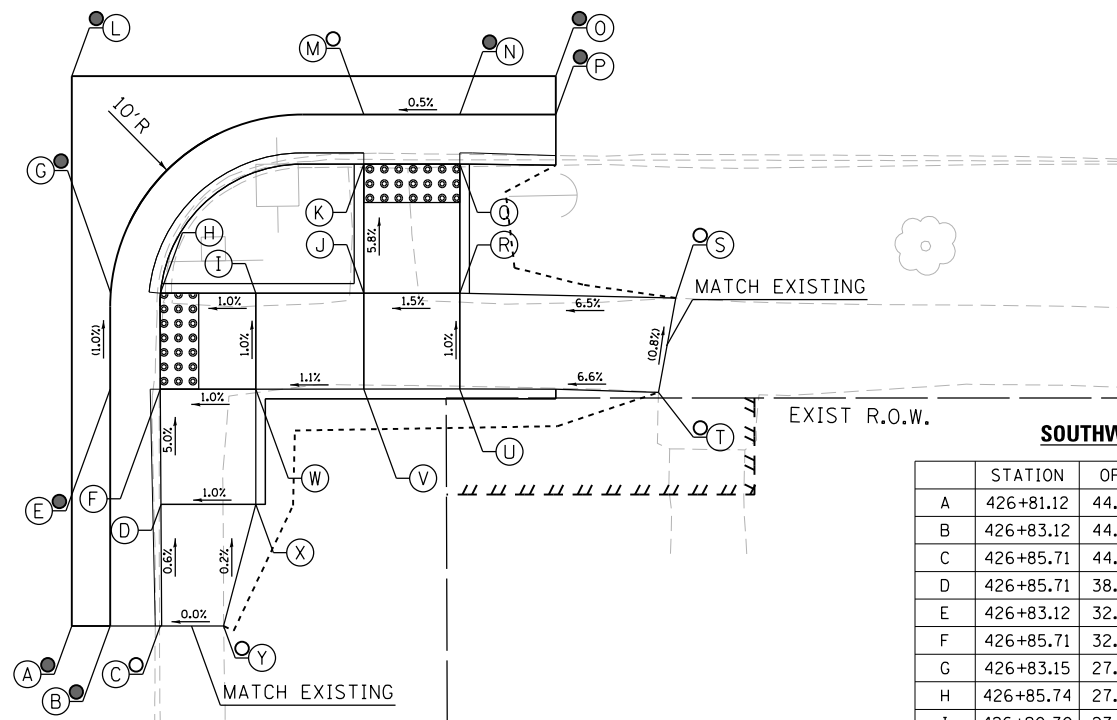 L
M
N
O
P
0.5%
10'R
G
K
Q
H
5.8%
J
R
I
S
MATCH EXISTING
1.0%
1.5%
6.5%
(1.0%)
1.0%
1.0%
(0.8%)
1.1%
6.6%
1.0%
EXIST R.O.W.
T
5.0%
U
SOUTHW
E
F
W
V
1.0%
D
X
0.6%
0.2%
0.0%
A
B
C
Y
MATCH EXISTING
STATION OF
A 426+81.12 44.
B 426+83.12 44.
C 426+85.71 44.
D 426+85.71 38.
E 426+83.12 32.
F 426+85.71 32.
G 426+83.15 27.
H 426+85.74 27.